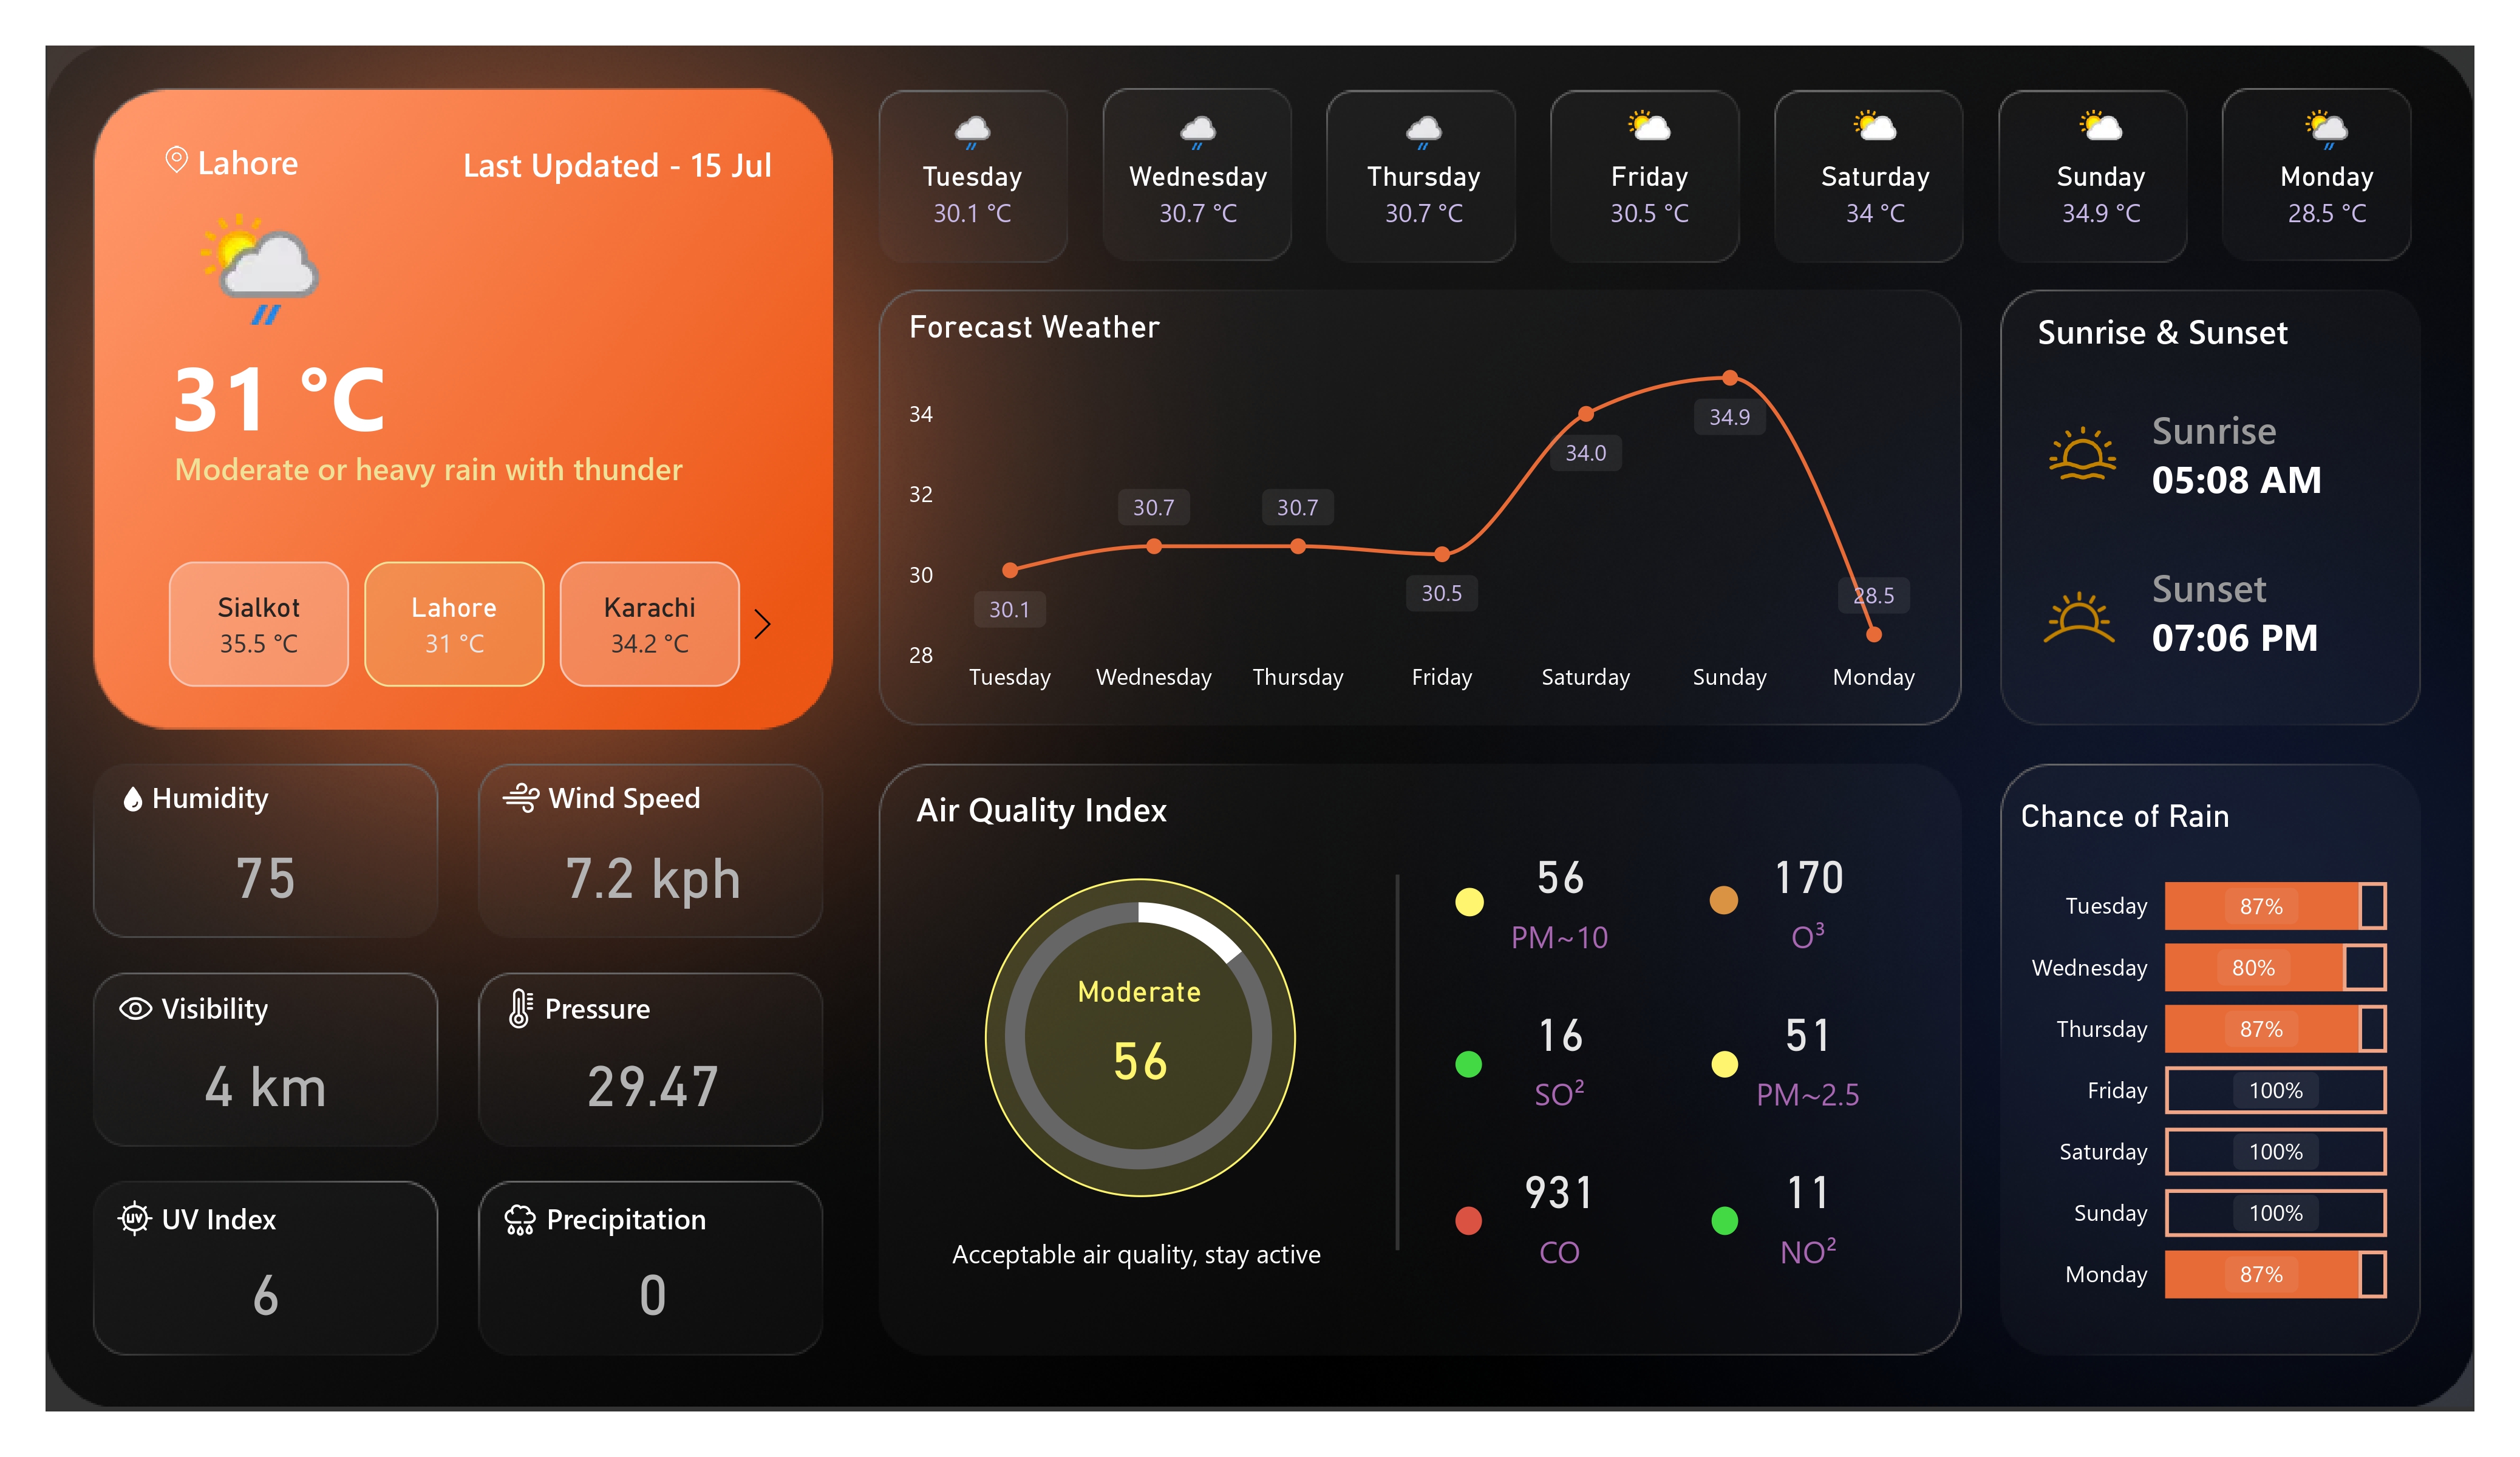 Lahore
Last Updated - 15 Jul
31 °C
Moderate or heavy rain with thunder
Sialkot
35.5 °C
Lahore
31 °C
Karachi
34.2 °C
Tuesday
30.1 °C
Wednesday
30.7 °C
Thursday
30.7 °C
Friday
30.5 °C
Saturday
34 °C
Sunday
34.9 °C
Monday
28.5 °C
Forecast Weather
34
32
30
28
30.1
30.7
30.7
30.5
34.0
34.9
28.5
Tuesday
Wednesday
Thursday
Friday
Saturday
Sunday
Monday
Sunrise & Sunset
Sunrise
05:08 AM
Sunset
07:06 PM
Humidity
75
Wind Speed
7.2 kph
Visibility
4 km
Pressure
29.47
UV
UV Index
6
Precipitation
0
Air Quality Index
Moderate
56
Acceptable air quality, stay active
56
PM~10
170
O³
16
SO²
51
PM~2.5
931
CO
11
NO²
Chance of Rain
Tuesday 87%
Wednesday 80%
Thursday 87%
Friday 100%
Saturday 100%
Sunday 100%
Monday 87%